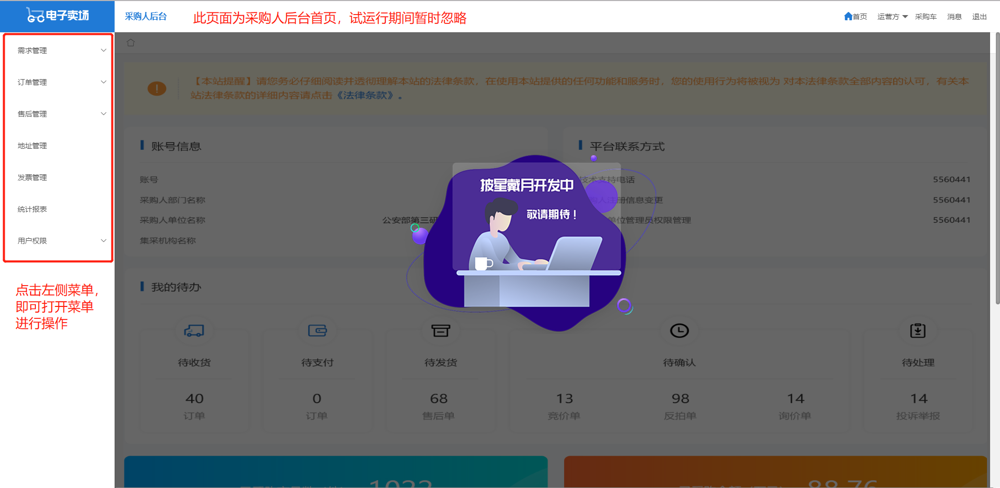 电子卖场
采购人后台
此页面为采购人后台首页，试运行期间暂时忽略
首页
运营方
采购车
消息
退出
需求管理
订单管理
售后管理
地址管理
发票管理
统计报表
用户权限
点击左侧菜单，
即可打开菜单
进行操作
【本站提醒】请您务必仔细阅读并透彻理解本站的法律条款，在使用本站提供的任何功能和服务时，您的使用行为将被视为 对本法律条款全部内容的认可，有关本
站法律条款的详细内容请点击《法律条款》。
账号信息
账号
采购人部门名称
采购人单位名称 公安部第三研
集采机构名称
平台联系方式
技术支持电话 5560441
人注册信息变更 5560441
单位管理员权限管理 5560441
披星戴月开发中
敬请期待！
我的待办
待收货
40
订单
待支付
0
订单
待发货
68
售后单
待确认
13 98 14
竞价单 反拍单 询价单
待处理
14
投诉举报